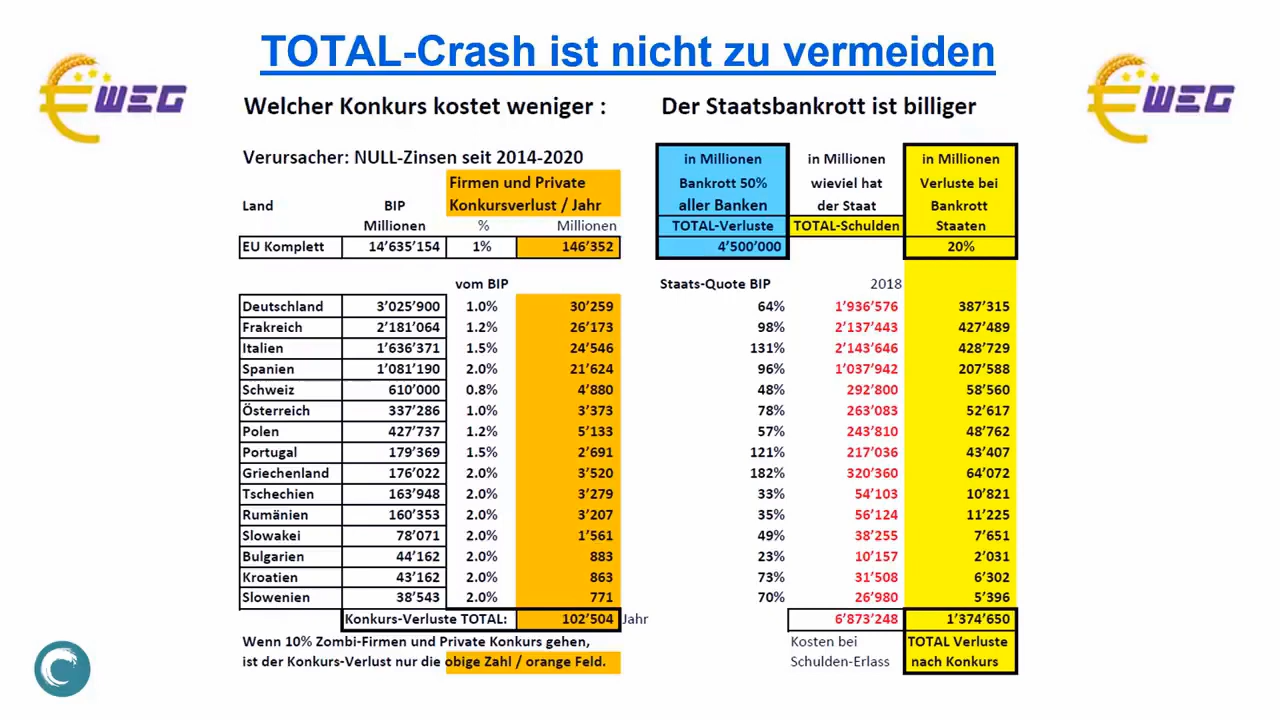 TOTAL-Crash ist nicht zu vermeiden
€WEG
€WEG
Welcher Konkurs kostet weniger : Der Staatsbankrott ist billiger
Verursacher: NULL-Zinsen seit 2014-2020 in Millionen in Millionen in Millionen
Firmen und Private Bankrott 50% wieviel hat Verluste bei
Land BIP Konkursverlust / Jahr aller Banken der Staat Bankrott
Millionen % Millionen TOTAL-Verluste TOTAL-Schulden Staaten
EU Komplett 14’635’154 1% 146’352 4’500’000 20%
vom BIP Staats-Quote BIP 2018
Deutschland 3’025’900 1.0% 30’259 64% 1’936’576 387’315
Frakreich 2’181’064 1.2% 26’173 98% 2’137’443 427’489
Italien 1’636’371 1.5% 24’546 131% 2’143’646 428’729
Spanien 1’081’190 2.0% 21’624 96% 1’037’942 207’588
Schweiz 610’000 0.8% 4’880 48% 292’800 58’560
Österreich 337’286 1.0% 3’373 78% 263’083 52’617
Polen 427’737 1.2% 5’133 57% 243’810 48’762
Portugal 179’369 1.5% 2’691 121% 217’036 43’407
Griechenland 176’022 2.0% 3’520 182% 320’360 64’072
Tschechien 163’948 2.0% 3’279 33% 54’103 10’821
Rumänien 160’353 2.0% 3’207 35% 56’124 11’225
Slowakei 78’071 2.0% 1’561 49% 38’255 7’651
Bulgarien 44’162 2.0% 883 23% 10’157 2’031
Kroatien 43’162 2.0% 863 73% 31’508 6’302
Slowenien 38’543 2.0% 771 70% 26’980 5’396
Konkurs-Verluste TOTAL: 102’504 Jahr 6’873’248 1’374’650
Wenn 10% Zombi-Firmen und Private Konkurs gehen, Kosten bei TOTAL Verluste
ist der Konkurs-Verlust nur die obige Zahl / orange Feld. Schulden-Erlass nach Konkurs